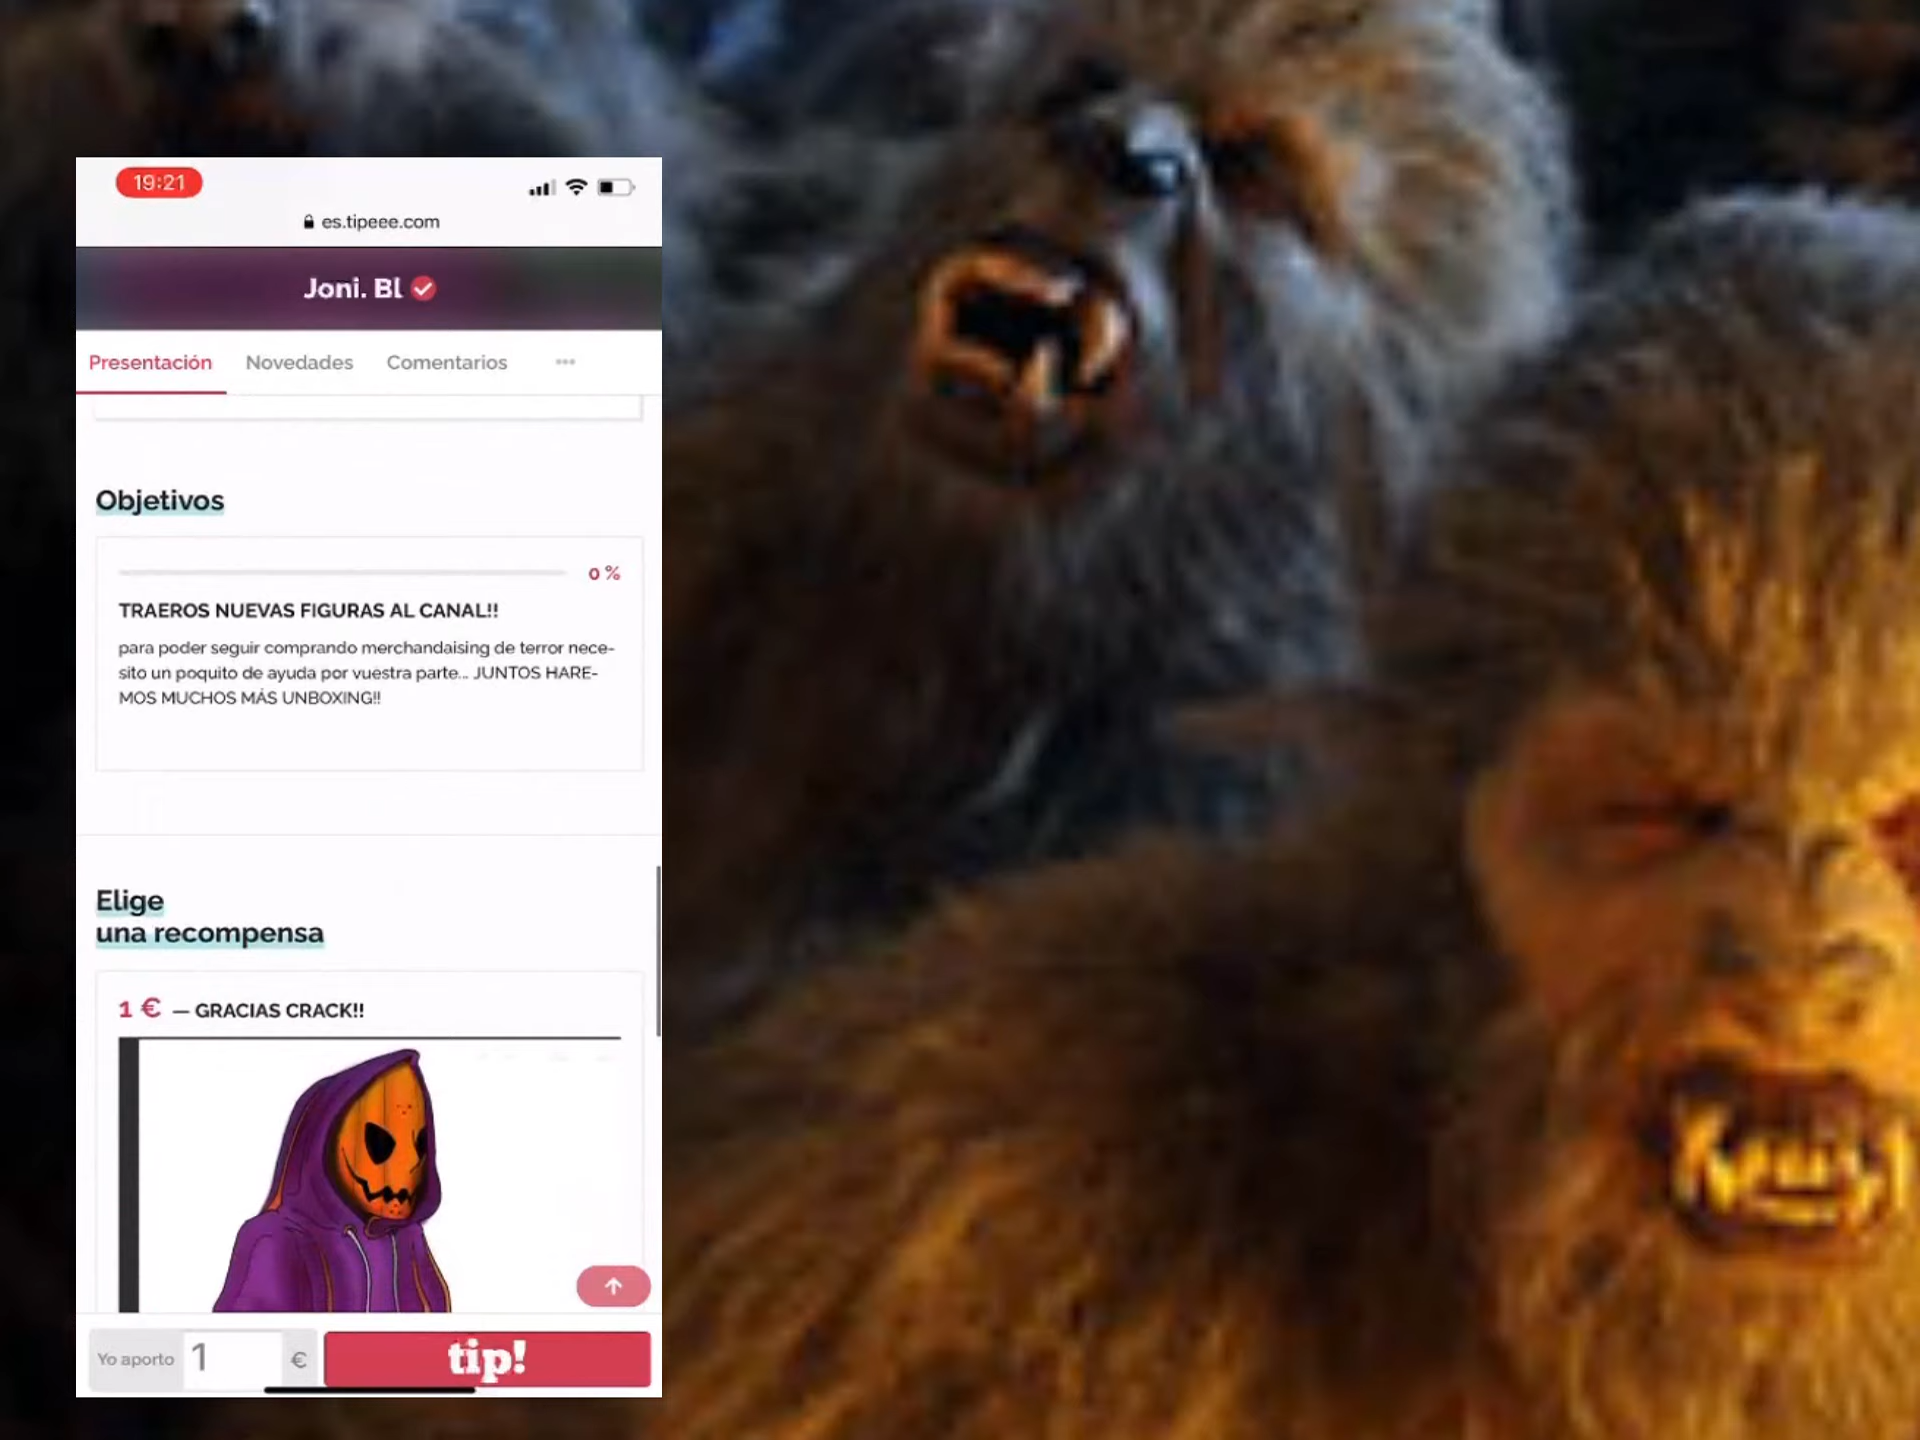 19:21
es.tipeee.com
Joni. Bl
Presentación Novedades Comentarios ...
Objetivos
0 %
TRAEROS NUEVAS FIGURAS AL CANAL!!
para poder seguir comprando merchandaising de terror nece-
sito un poquito de ayuda por vuestra parte... JUNTOS HARE-
MOS MUCHOS MÁS UNBOXING!!
Elige
una recompensa
1 € — GRACIAS CRACK!!
Yo aporto 1 € tip!